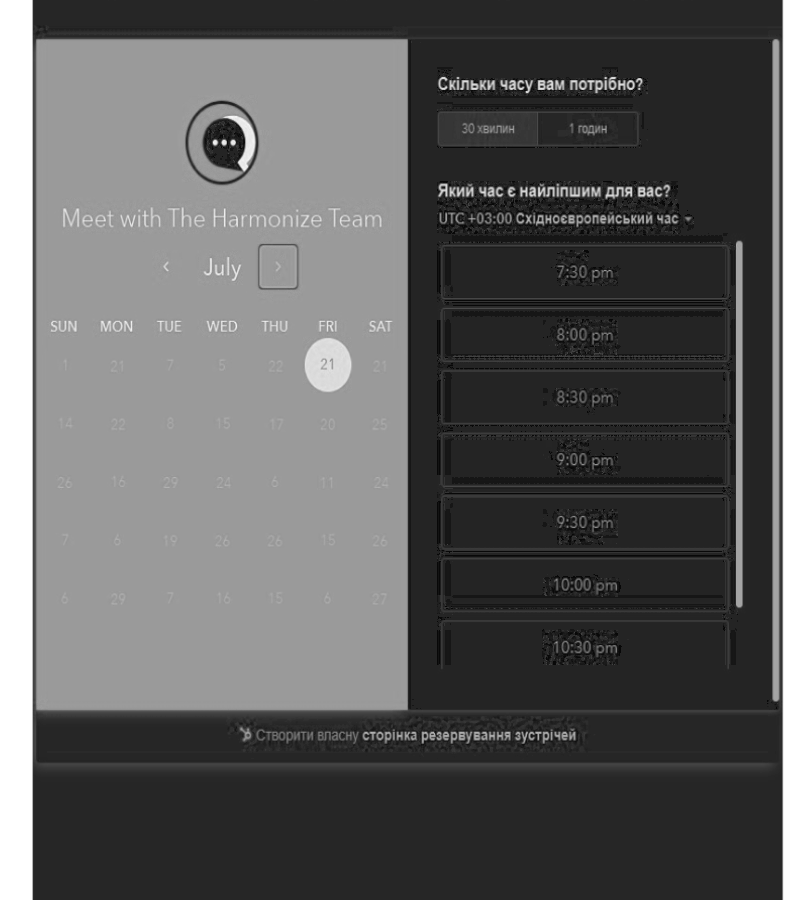 Meet with The Harmonize Team
July
SUN MON TUE WED THU FRI SAT
1 21 7 5 22 21 21
14 22 8 15 17 20 25
26 16 29 24 6 11 24
7 6 19 26 26 15 26
6 29 7 16 15 6 27
Скільки часу вам потрібно?
30 хвилин 1 годин
Який час є найліпшим для вас?
UTC +03:00 Східноєвропейський час
7:30 pm
8:00 pm
8:30 pm
9:00 pm
9:30 pm
10:00 pm
10:30 pm
Створити власну сторінка резервування зустрічей